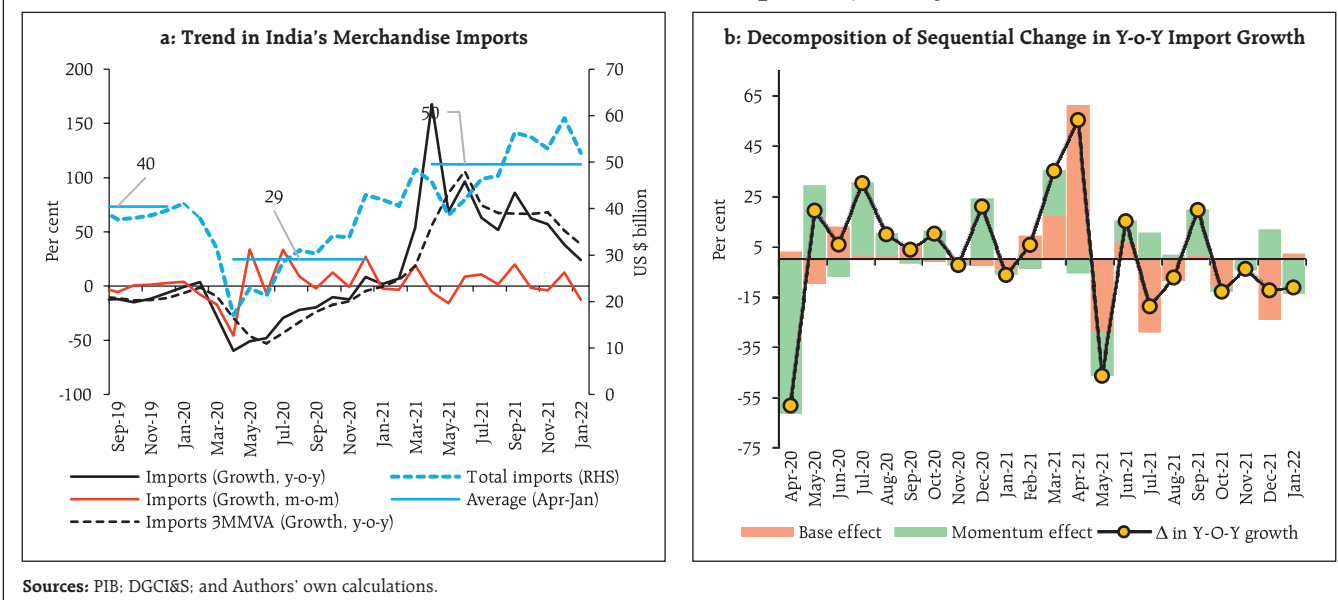 a: Trend in India's Merchandise Imports
200
150
100
50
0
-50
-100
Per cent
70
60
50
40
30
20
10
0
US $ billion
40
29
50
Sep-19
Nov-19
Jan-20
Mar-20
May-20
Jul-20
Sep-20
Nov-20
Jan-21
Mar-21
May-21
Jul-21
Sep-21
Nov-21
Jan-22
Imports (Growth, y-o-y)
Total imports (RHS)
Imports (Growth, m-o-m)
Average (Apr-Jan)
Imports 3MMVA (Growth, y-o-y)
b: Decomposition of Sequential Change in Y-o-Y Import Growth
65
45
25
5
-15
-35
-55
-75
Per cent
Apr-20
May-20
Jun-20
Jul-20
Aug-20
Sep-20
Oct-20
Nov-20
Dec-20
Jan-21
Feb-21
Mar-21
Apr-21
May-21
Jun-21
Jul-21
Aug-21
Sep-21
Oct-21
Nov-21
Dec-21
Jan-22
Base effect
Momentum effect
Δ in Y-O-Y growth
Sources: PIB; DGCI&S; and Authors' own calculations.